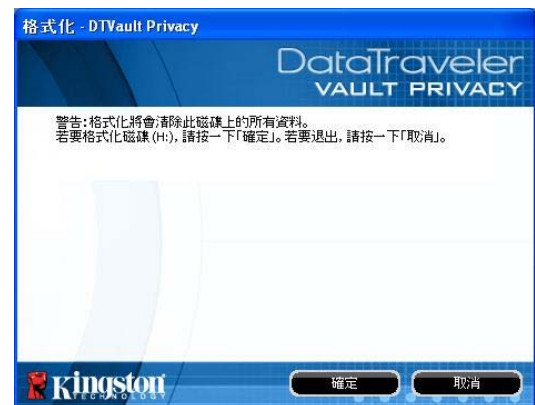 格式化 - DTVault Privacy
DataTraveler
VAULT PRIVACY
警告:格式化將會清除此磁碟上的所有資料。
若要格式化磁碟 (H:), 請按一下「確定」。若要退出, 請按一下「取消」。
Kingston
TECHNOLOGY
確定
取消